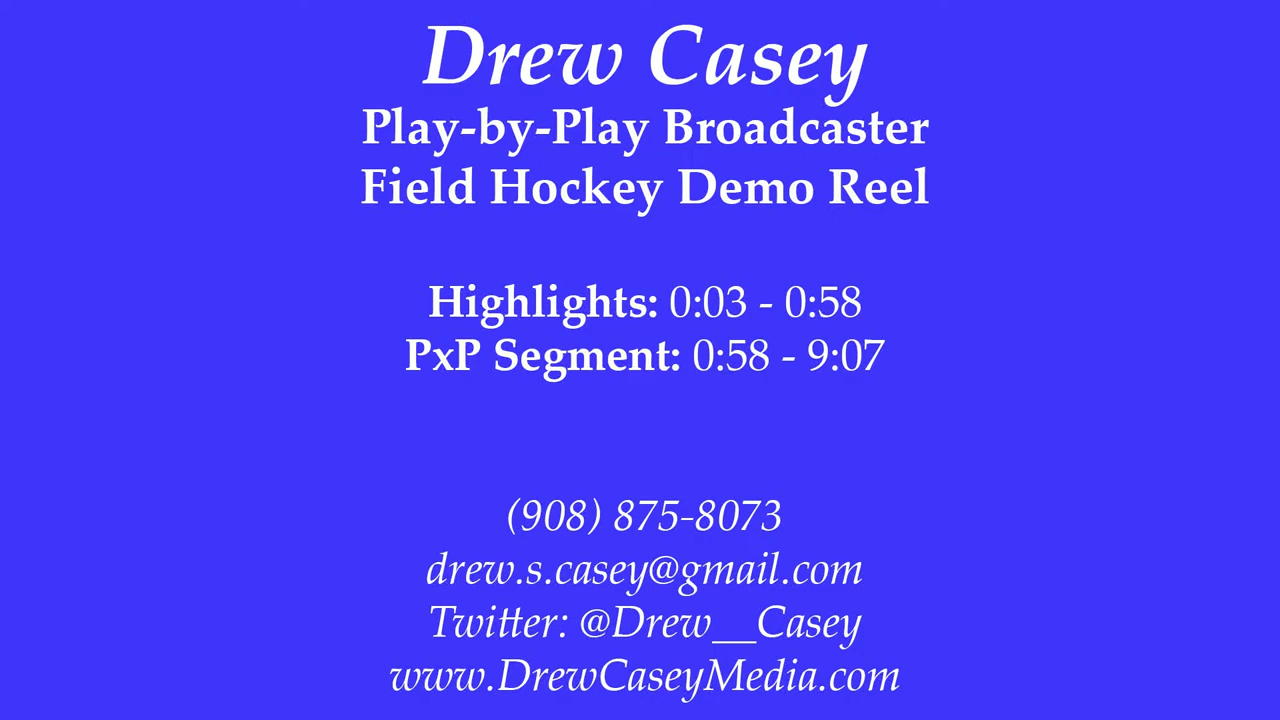 Drew Casey
Play-by-Play Broadcaster
Field Hockey Demo Reel
Highlights: 0:03 - 0:58
PxP Segment: 0:58 - 9:07
(908) 875-8073
drew.s.casey@gmail.com
Twitter: @Drew__Casey
www.DrewCaseyMedia.com